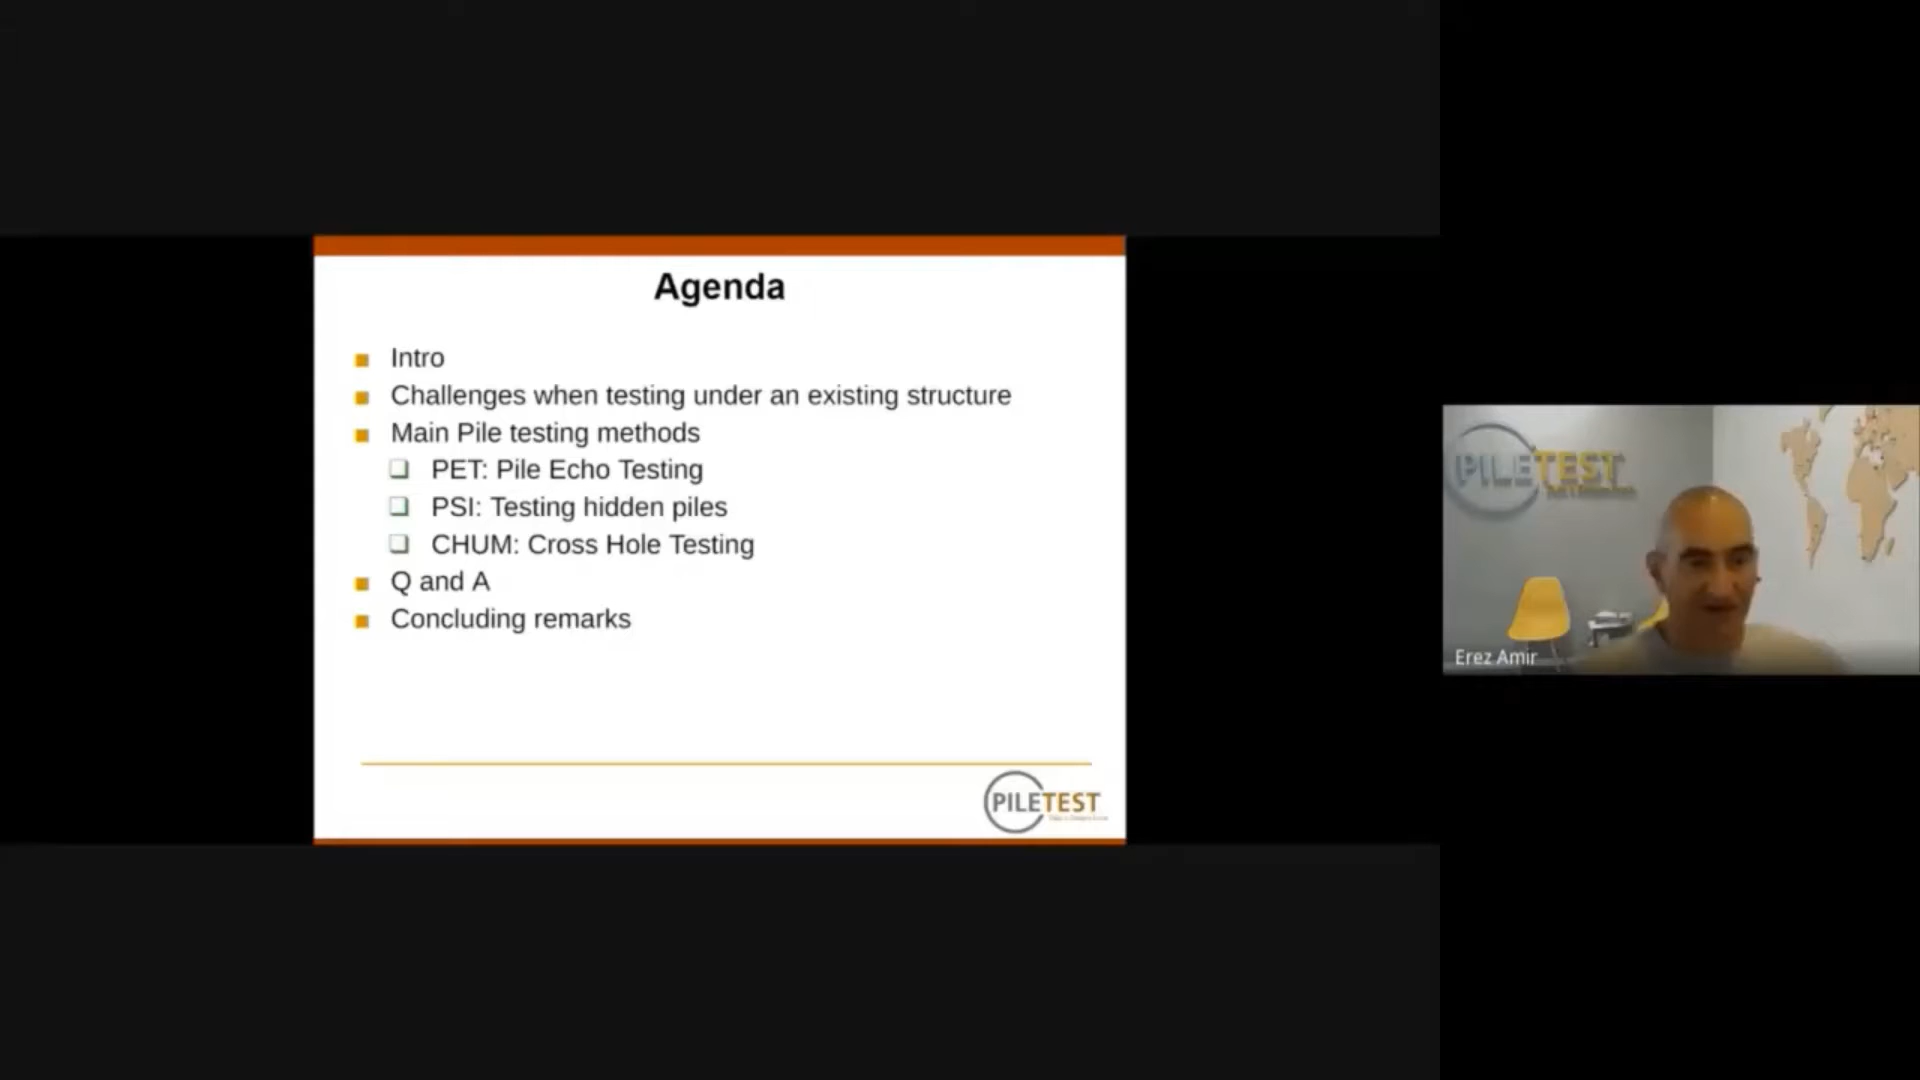 Agenda
Intro
Challenges when testing under an existing structure
Main Pile testing methods
PET: Pile Echo Testing
PSI: Testing hidden piles
CHUM: Cross Hole Testing
Q and A
Concluding remarks
PILETEST
PILETEST
Erez Amir